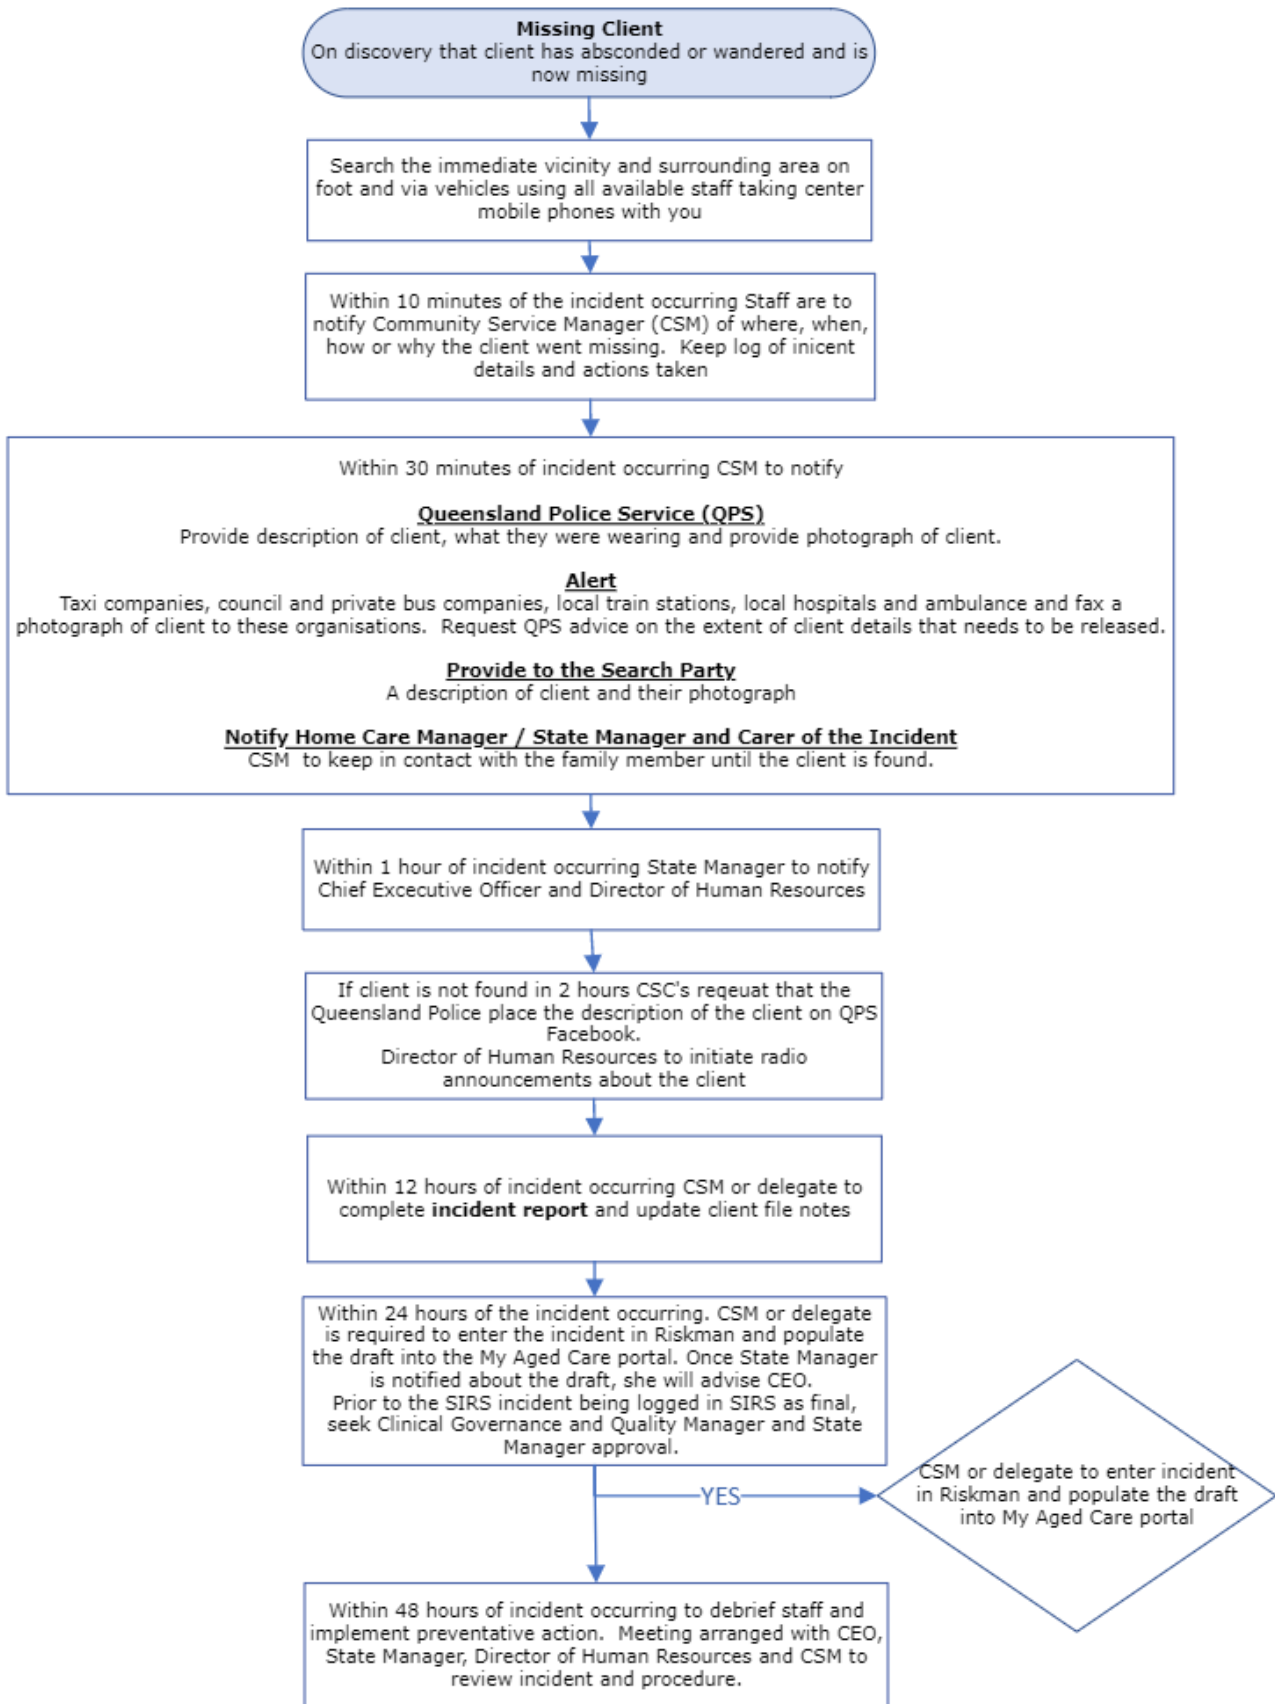 Missing Client
On discovery that client has absconded or wandered and is
now missing
Search the immediate vicinity and surrounding area on
foot and via vehicles using all available staff taking center
mobile phones with you
Within 10 minutes of the incident occurring Staff are to
notify Community Service Manager (CSM) of where, when,
how or why the client went missing.  Keep log of inicent
details and actions taken
Within 30 minutes of incident occurring CSM to notify
Queensland Police Service (QPS)
Provide description of client, what they were wearing and provide photograph of client.
Alert
Taxi companies, council and private bus companies, local train stations, local hospitals and ambulance and fax a
photograph of client to these organisations.  Request QPS advice on the extent of client details that needs to be released.
Provide to the Search Party
A description of client and their photograph
Notify Home Care Manager / State Manager and Carer of the Incident
CSM  to keep in contact with the family member until the client is found.
Within 1 hour of incident occurring State Manager to notify
Chief Excecutive Officer and Director of Human Resources
If client is not found in 2 hours CSC's reqeuat that the
Queensland Police place the description of the client on QPS
Facebook.
Director of Human Resources to initiate radio
announcements about the client
Within 12 hours of incident occurring CSM or delegate to
complete incident report and update client file notes
Within 24 hours of the incident occurring. CSM or delegate
is required to enter the incident in Riskman and populate
the draft into the My Aged Care portal. Once State Manager
is notified about the draft, she will advise CEO.
Prior to the SIRS incident being logged in SIRS as final,
seek Clinical Governance and Quality Manager and State
Manager approval.
YES
CSM or delegate to enter incident
in Riskman and populate the draft
into My Aged Care portal
Within 48 hours of incident occurring to debrief staff and
implement preventative action.  Meeting arranged with CEO,
State Manager, Director of Human Resources and CSM to
review incident and procedure.